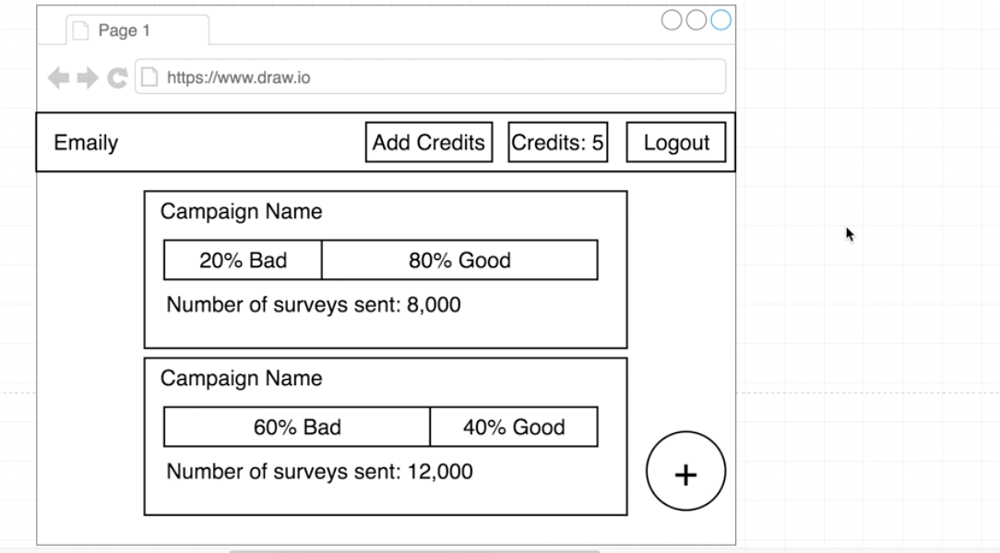 Page 1
https://www.draw.io
Emaily
Add Credits
Credits: 5
Logout
Campaign Name
20% Bad
80% Good
Number of surveys sent: 8,000
Campaign Name
60% Bad
40% Good
Number of surveys sent: 12,000
+